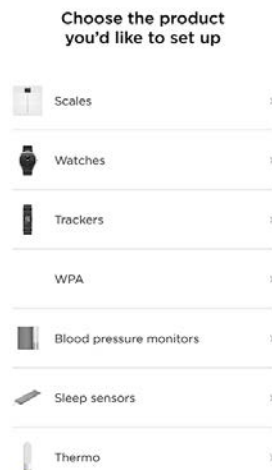 Choose the product
you'd like to set up
Scales
Watches
Trackers
WPA
Blood pressure monitors
Sleep sensors
Thermo